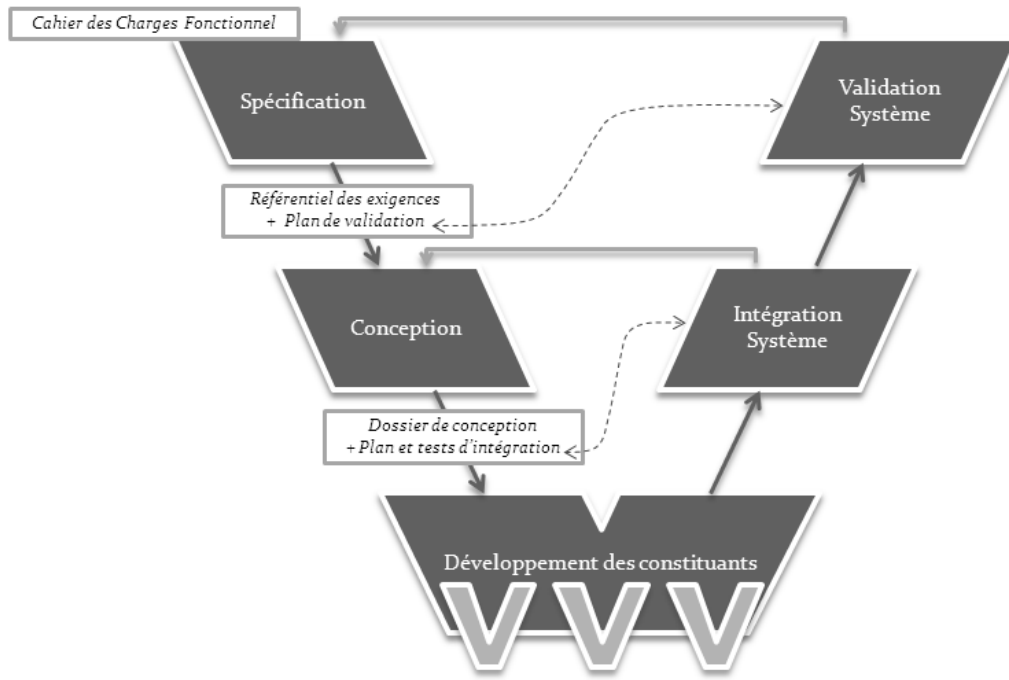 Cahier des Charges Fonctionnel
Spécification
Validation
Système
Référentiel des exigences
+ Plan de validation
Conception
Intégration
Système
Dossier de conception
+ Plan et tests d'intégration
Développement des constituants